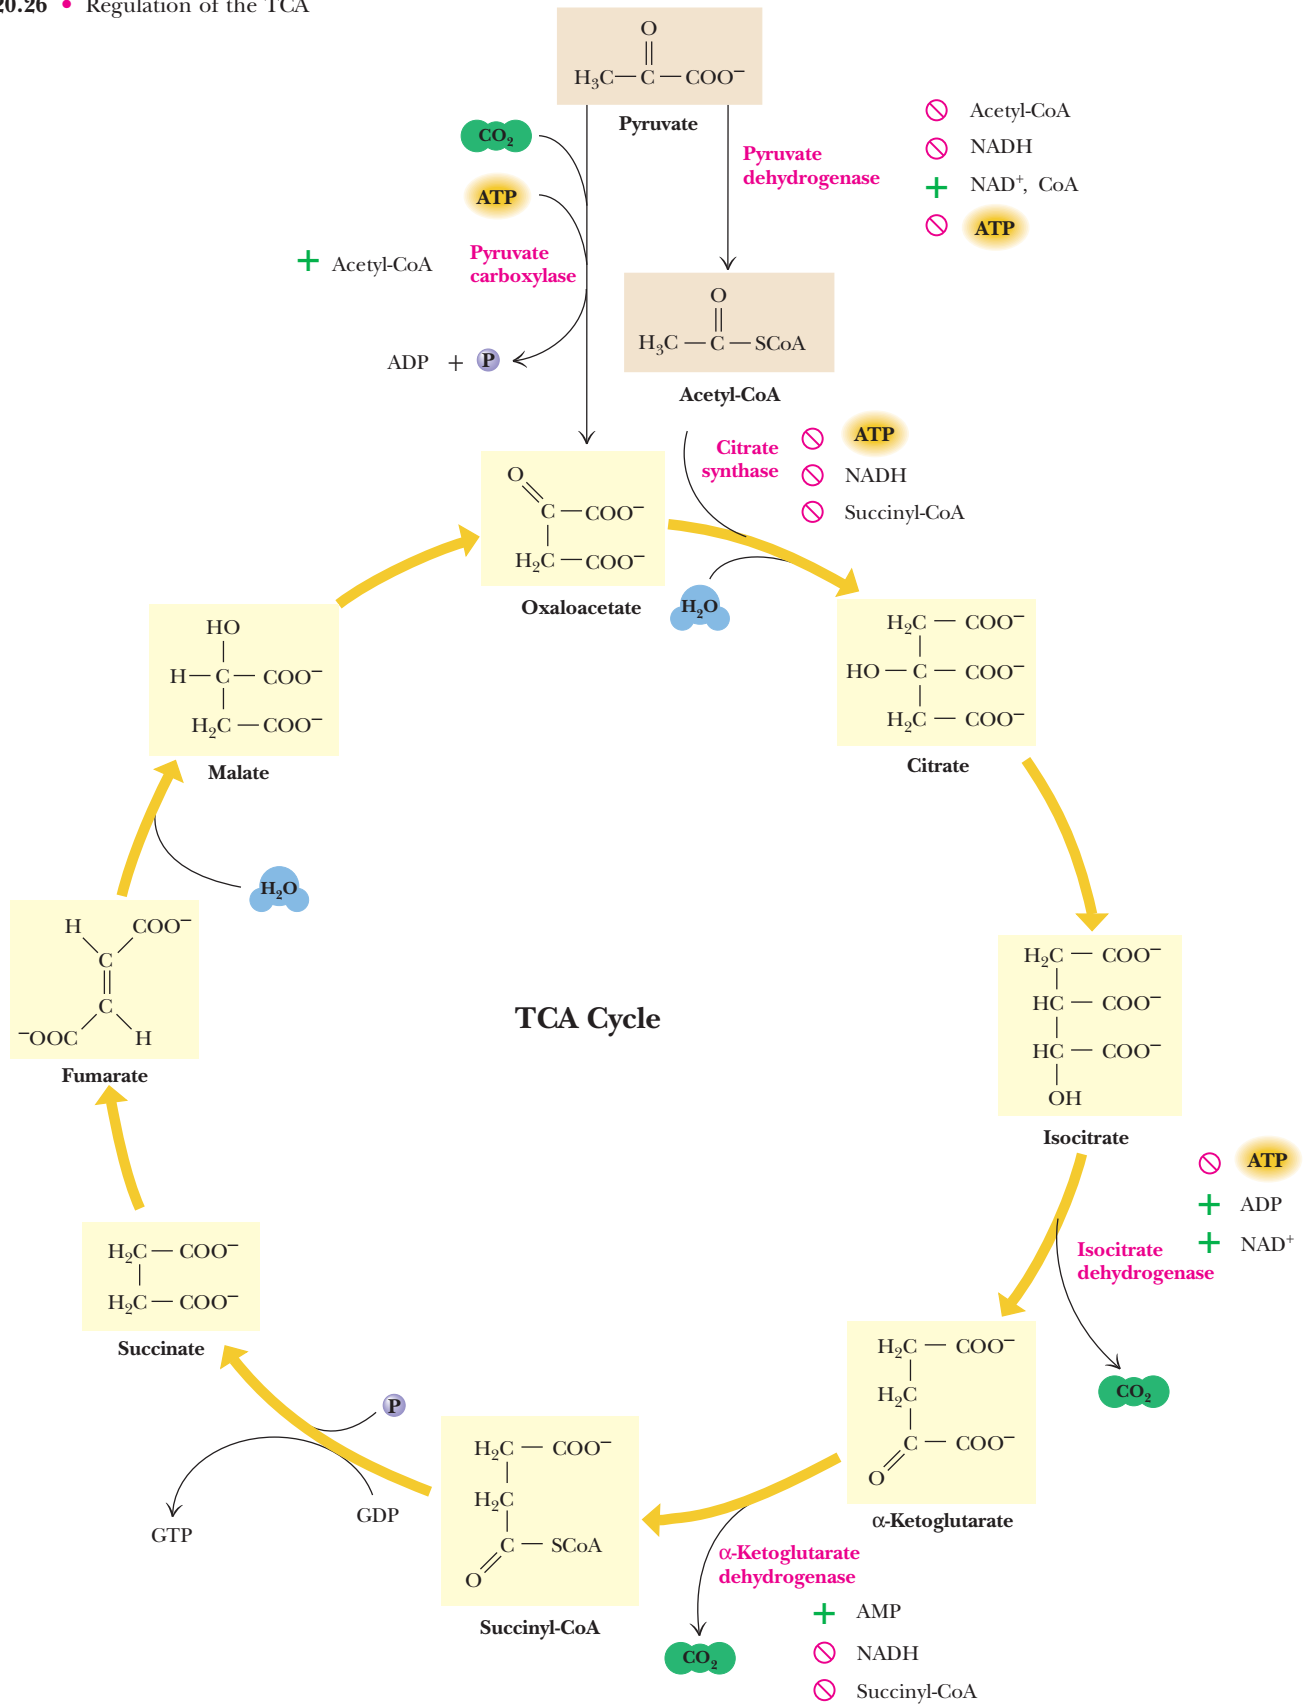 20.26 • Regulation of the TCA
O
H₃C—C—COO⁻
Pyruvate
CO₂
ATP
Pyruvate
carboxylase
+ Acetyl-CoA
ADP + P
Pyruvate
dehydrogenase
Acetyl-CoA
NADH
+ NAD⁺, CoA
ATP
O
H₃C—C—SCoA
Acetyl-CoA
Citrate
synthase
ATP
NADH
Succinyl-CoA
O
C—COO⁻
H₂C—COO⁻
Oxaloacetate
H₂O
H₂C—COO⁻
HO—C—COO⁻
H₂C—COO⁻
Citrate
HO
H—C—COO⁻
H₂C—COO⁻
Malate
H₂O
H COO⁻
C
C
⁻OOC H
Fumarate
TCA Cycle
H₂C—COO⁻
HC—COO⁻
HC—COO⁻
OH
Isocitrate
ATP
+ ADP
+ NAD⁺
Isocitrate
dehydrogenase
CO₂
H₂C—COO⁻
H₂C—COO⁻
Succinate
P
GDP
GTP
H₂C—COO⁻
H₂C
C—COO⁻
O
α-Ketoglutarate
H₂C—COO⁻
H₂C
C—SCoA
O
Succinyl-CoA
α-Ketoglutarate
dehydrogenase
CO₂
+ AMP
NADH
Succinyl-CoA